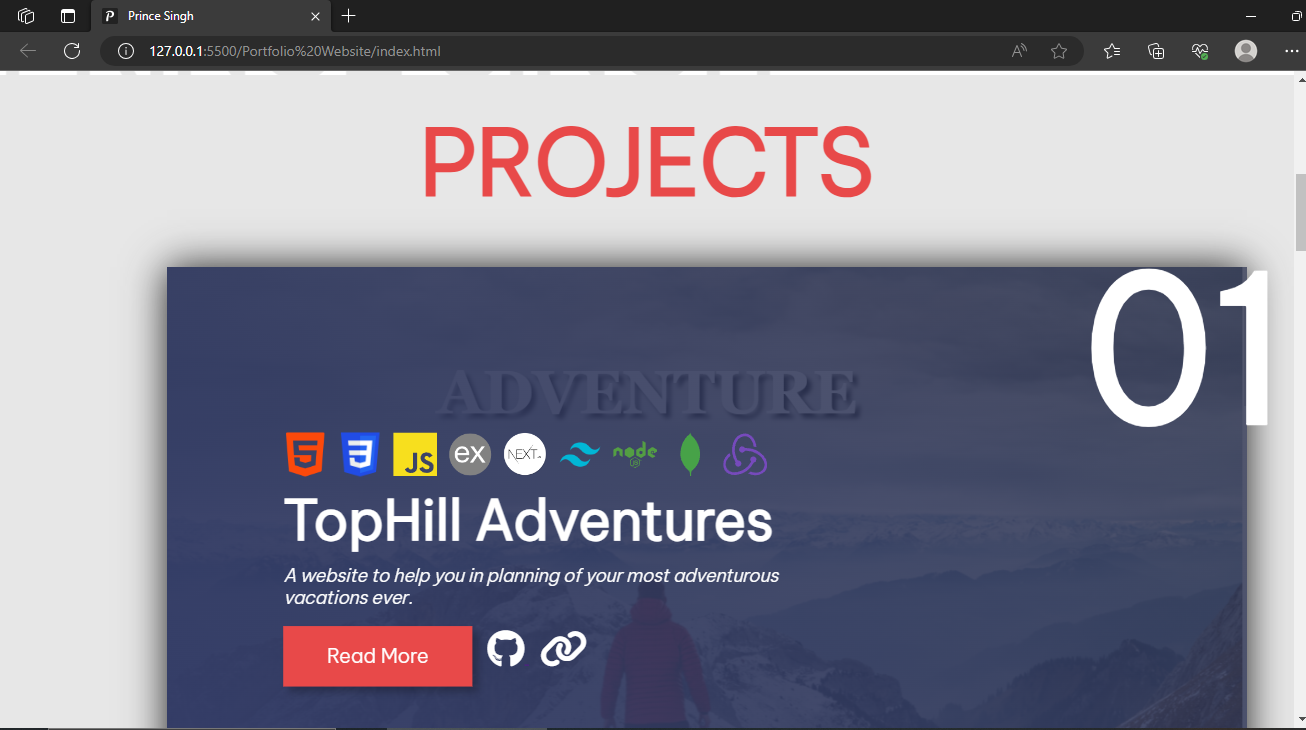 Prince Singh
127.0.0.1:5500/Portfolio%20Website/index.html
PROJECTS
01
ADVENTURE
5 3 JS ex NEXT.JS node
TopHill Adventures
A website to help you in planning of your most adventurous
vacations ever.
Read More